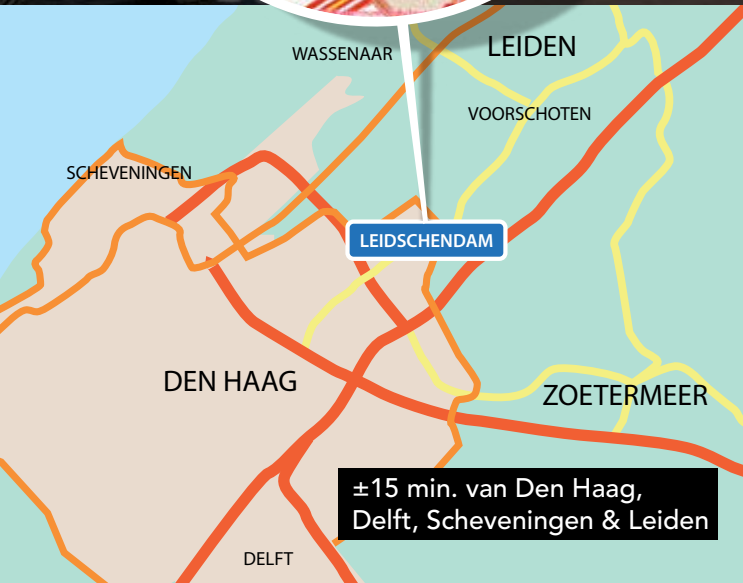 LEIDEN
WASSENAAR
VOORSCHOTEN
SCHEVENINGEN
LEIDSCHENDAM
DEN HAAG
ZOETERMEER
±15 min. van Den Haag,
Delft, Scheveningen & Leiden
DELFT